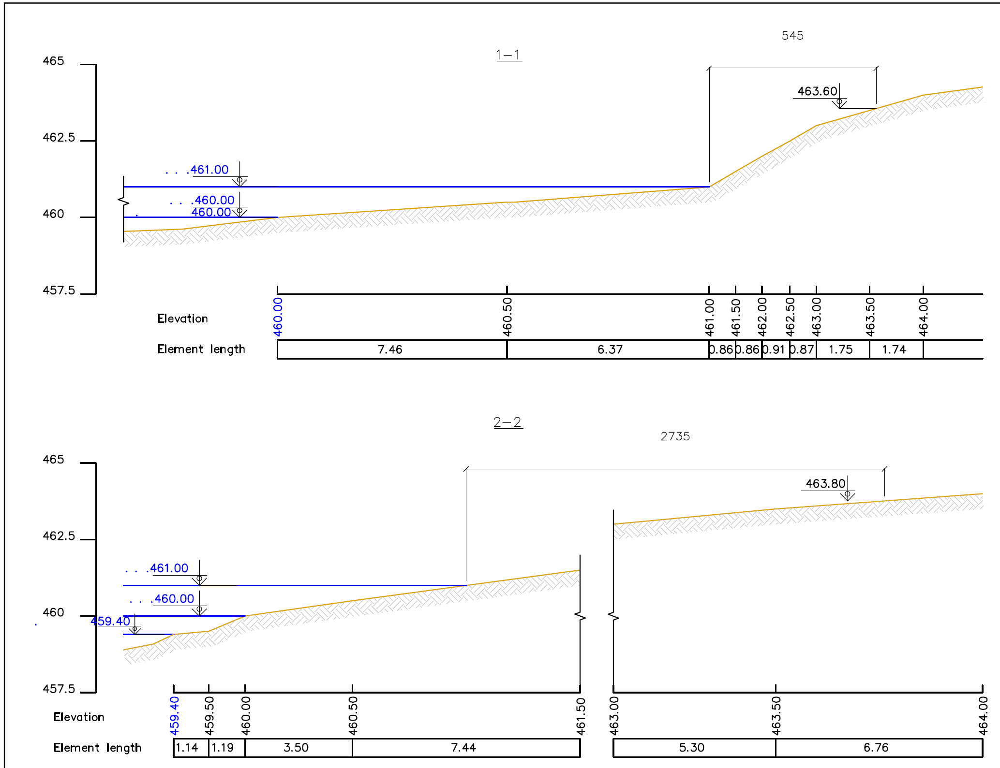 545
1-1
465
463.60
462.5
. . .461.00
. . .460.00
. 460.00
460
457.5
Elevation 460.00 460.50 461.00 461.50 462.00 462.50 463.00 463.50 464.00
Element length 7.46 6.37 0.86 0.86 0.91 0.87 1.75 1.74
2-2
2735
465
463.80
462.5
. . .461.00
. . .460.00
460
. 459.40
457.5
Elevation 459.40 459.50 460.00 460.50 461.50 463.00 463.50 464.00
Element length 1.14 1.19 3.50 7.44 5.30 6.76